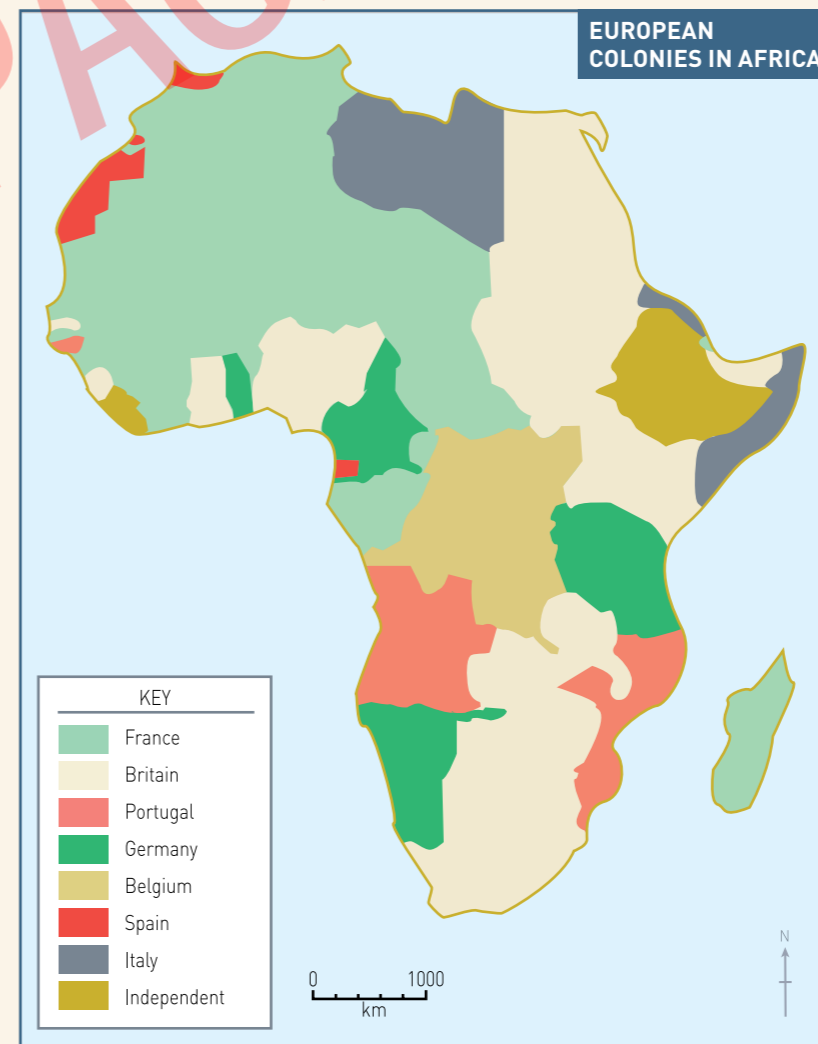 EUROPEAN
COLONIES IN AFRICA
KEY
France
Britain
Portugal
Germany
Belgium
Spain
Italy
Independent
0 1000
km
N